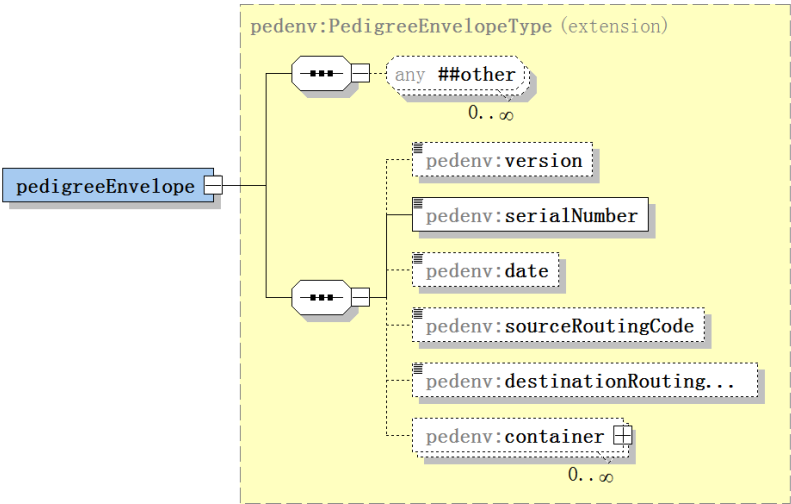 pedenv:PedigreeEnvelopeType (extension)
any ##other
0..∞
pedenv:version
pedigreeEnvelope
pedenv:serialNumber
pedenv:date
pedenv:sourceRoutingCode
pedenv:destinationRouting...
pedenv:container
0..∞